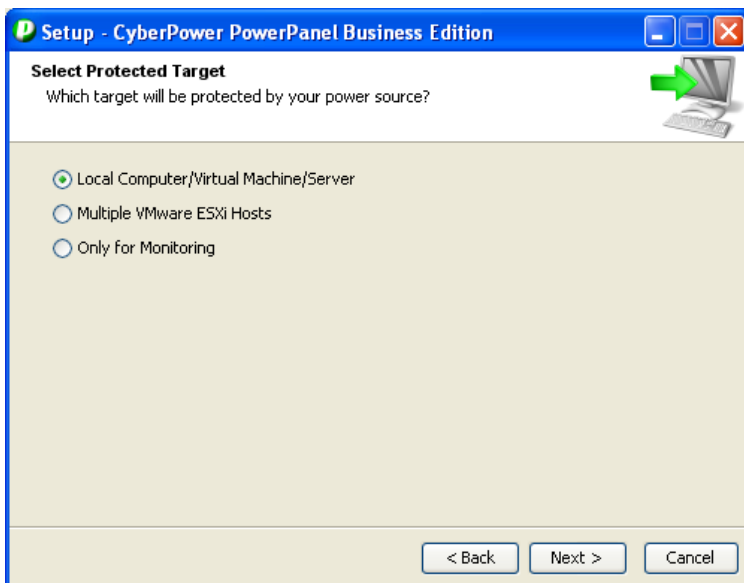 Setup - CyberPower PowerPanel Business Edition
Select Protected Target
Which target will be protected by your power source?
Local Computer/Virtual Machine/Server
Multiple VMware ESXi Hosts
Only for Monitoring
< Back Next > Cancel